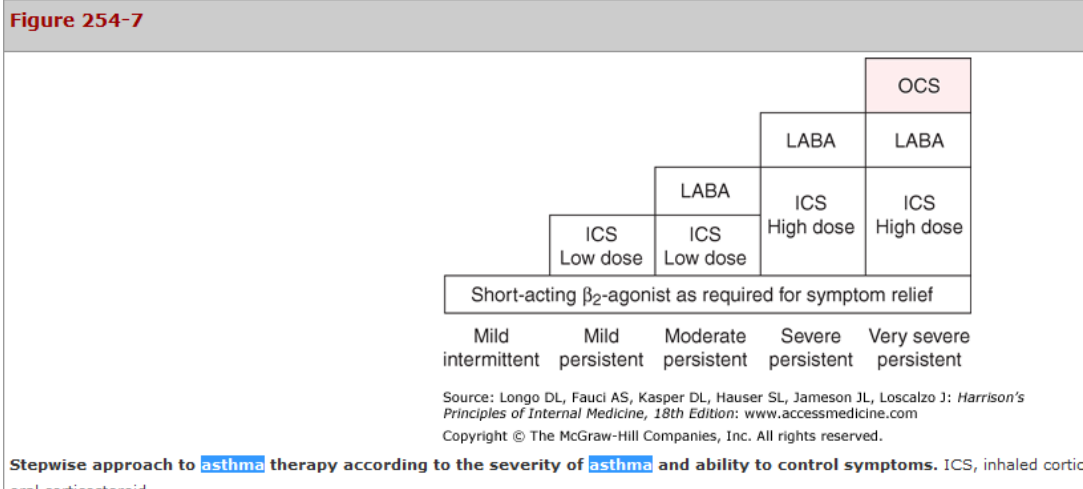 Figure 254-7
OCS
LABA
LABA
LABA
ICS
High dose
ICS
High dose
ICS
Low dose
ICS
Low dose
Short-acting β2-agonist as required for symptom relief
Mild
intermittent
Mild
persistent
Moderate
persistent
Severe
persistent
Very severe
persistent
Source: Longo DL, Fauci AS, Kasper DL, Hauser SL, Jameson JL, Loscalzo J: Harrison's
Principles of Internal Medicine, 18th Edition: www.accessmedicine.com
Copyright © The McGraw-Hill Companies, Inc. All rights reserved.
Stepwise approach to asthma therapy according to the severity of asthma and ability to control symptoms. ICS, inhaled cortic
oral corticosteroid